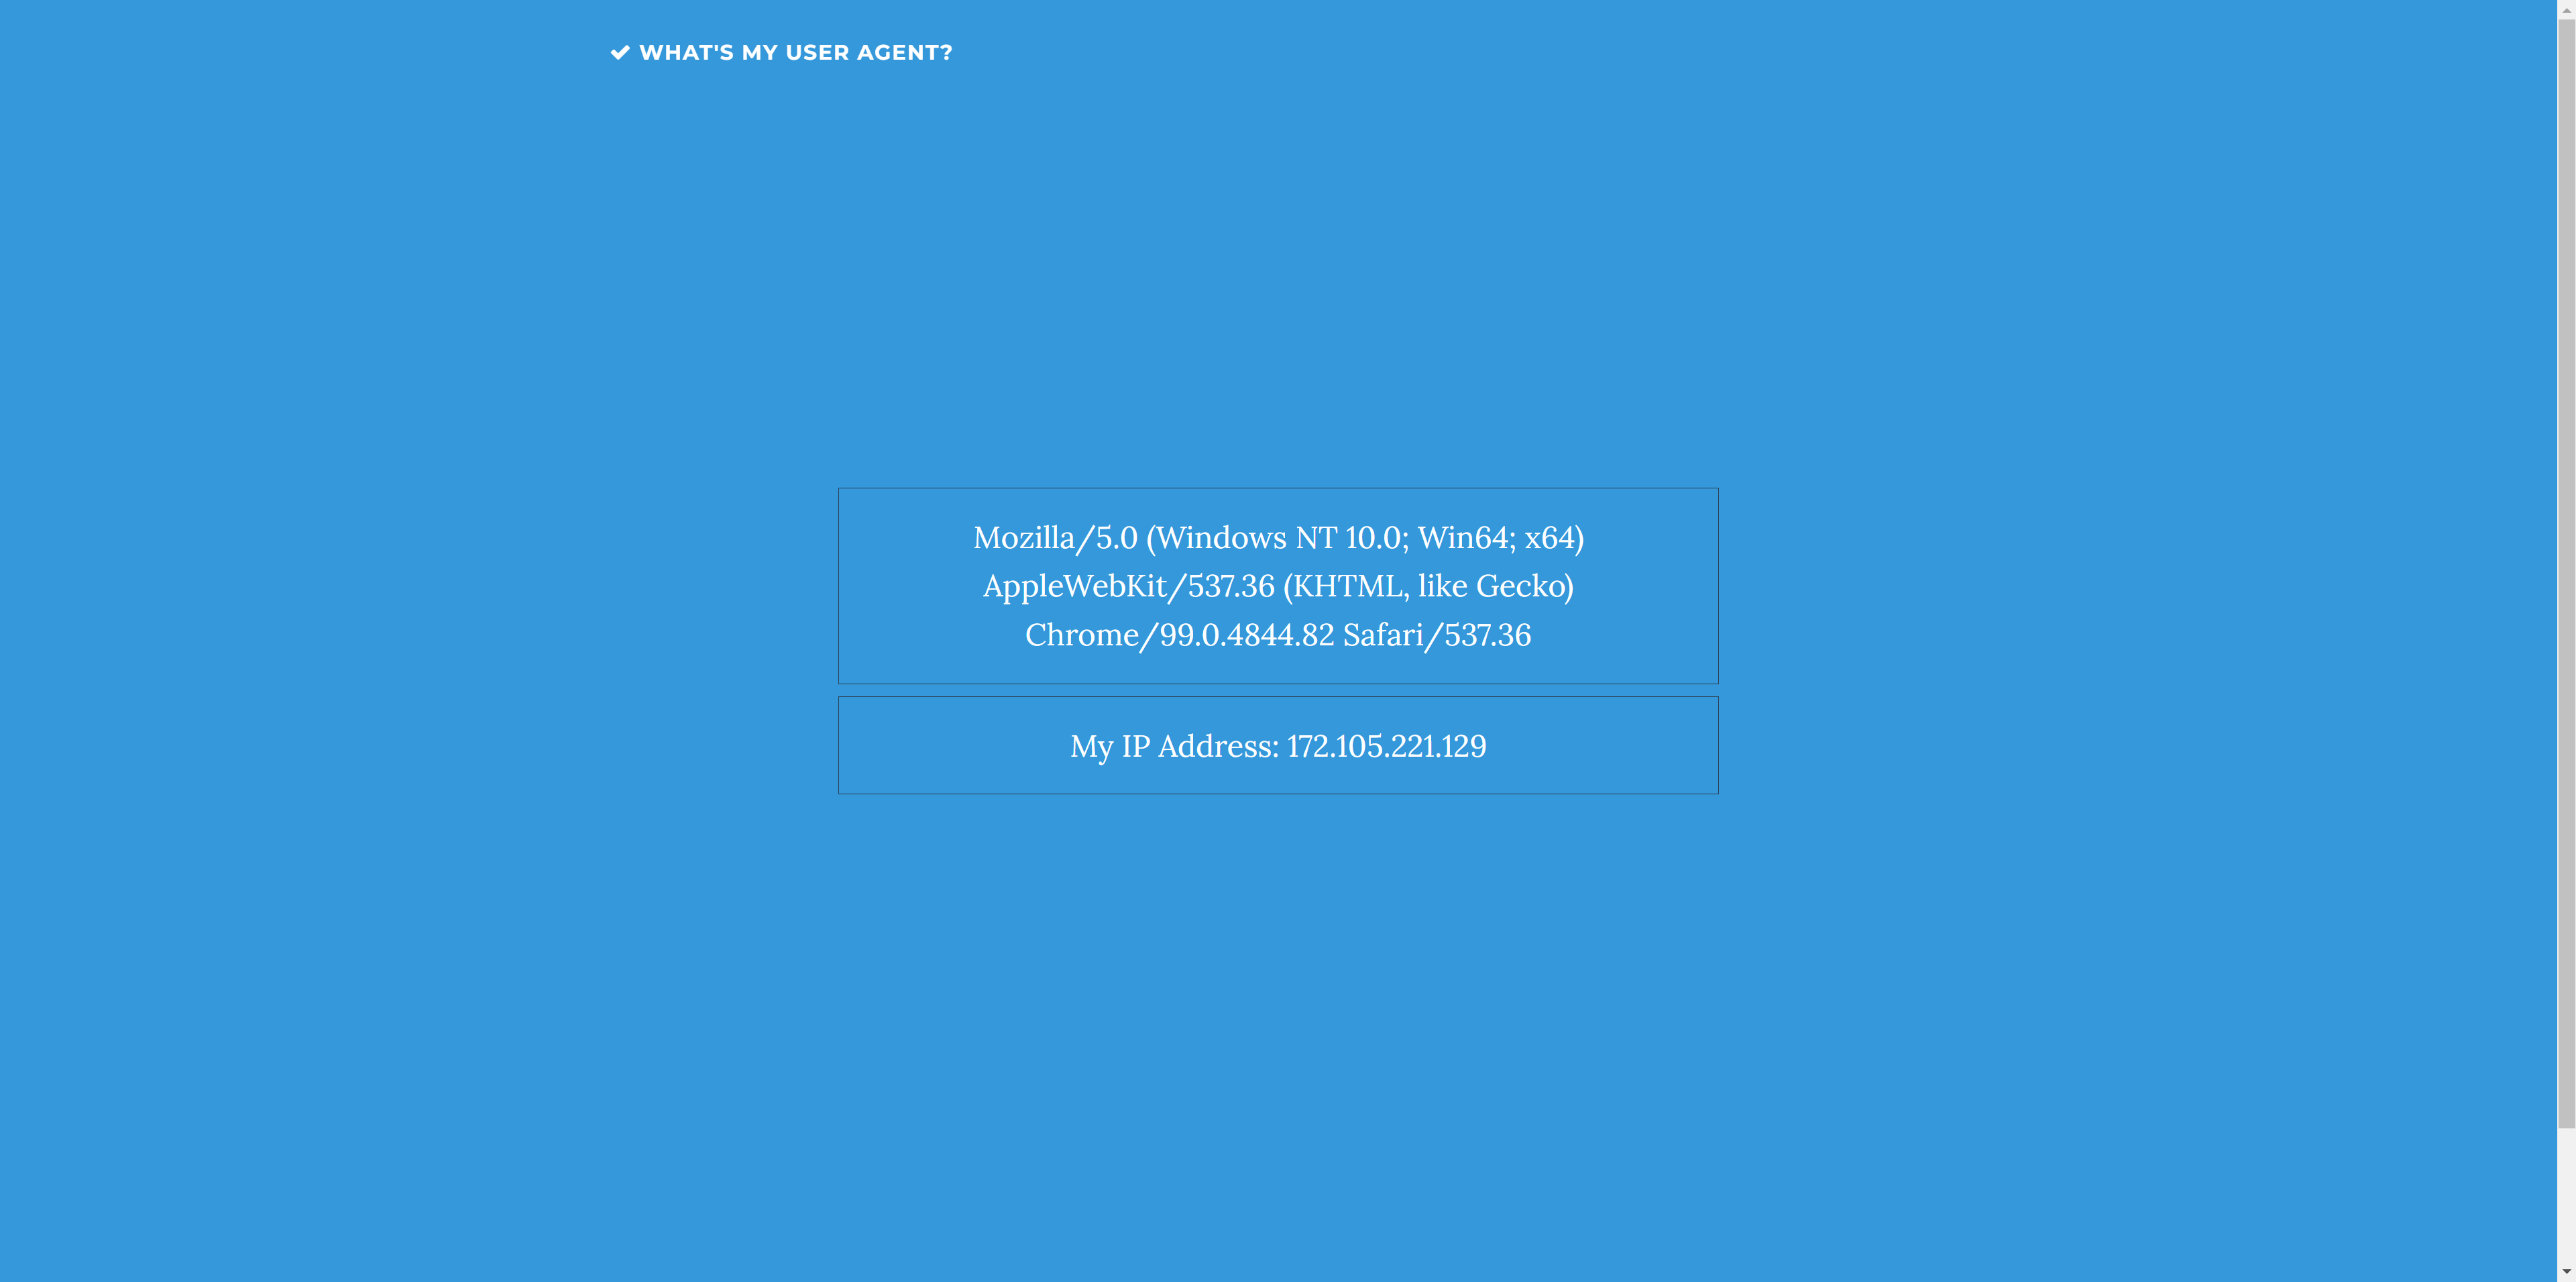 WHAT'S MY USER AGENT?
Mozilla/5.0 (Windows NT 10.0; Win64; x64)
AppleWebKit/537.36 (KHTML, like Gecko)
Chrome/99.0.4844.82 Safari/537.36
My IP Address: 172.105.221.129